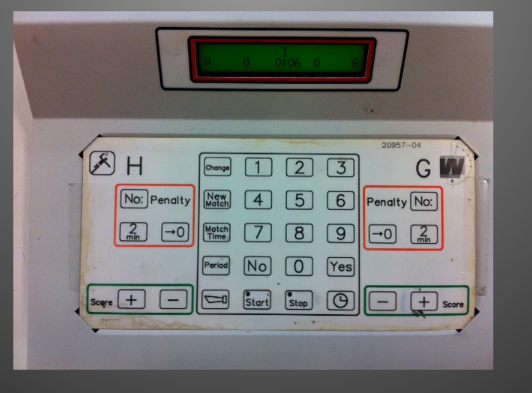 1
H 0 0:06 0 G
20957-04
H
G W
Change 1 2 3
No: Penalty
New Match 4 5 6
Penalty No:
2 min →0
Match Time 7 8 9
→0 2 min
Period No 0 Yes
Score + −
Start Stop
− + Score